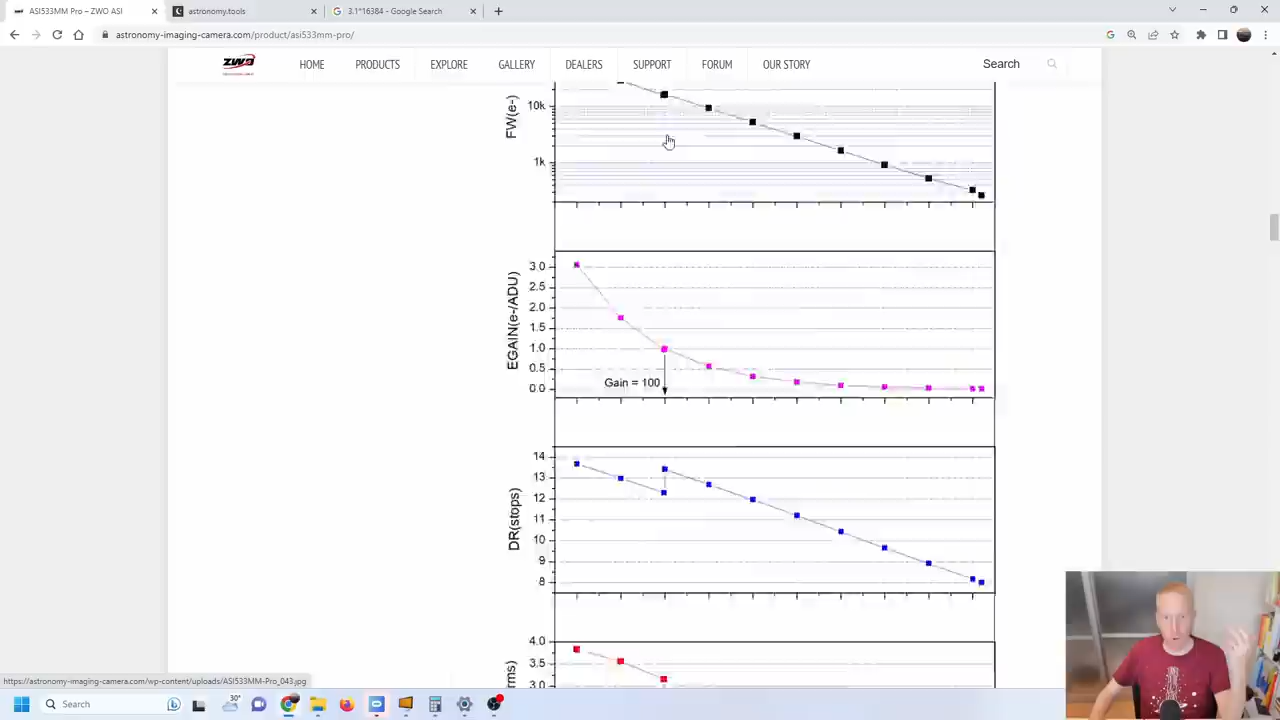 ASI533MM Pro – ZWO ASI
astronomy.tools
3.1*16384 - Google Search
astronomy-imaging-camera.com/product/asi533mm-pro/
ZWO
HOME
PRODUCTS
EXPLORE
GALLERY
DEALERS
SUPPORT
FORUM
OUR STORY
Search
FW(e-)
10k
1k
EGAIN(e-/ADU)
3.0
2.5
2.0
1.5
1.0
0.5
0.0
Gain = 100
DR(stops)
14
13
12
11
10
9
8
4.0
3.5
3.0
rms)
https://astronomy-imaging-camera.com/wp-content/uploads/ASI533MM-Pro_043.jpg
Search
30°